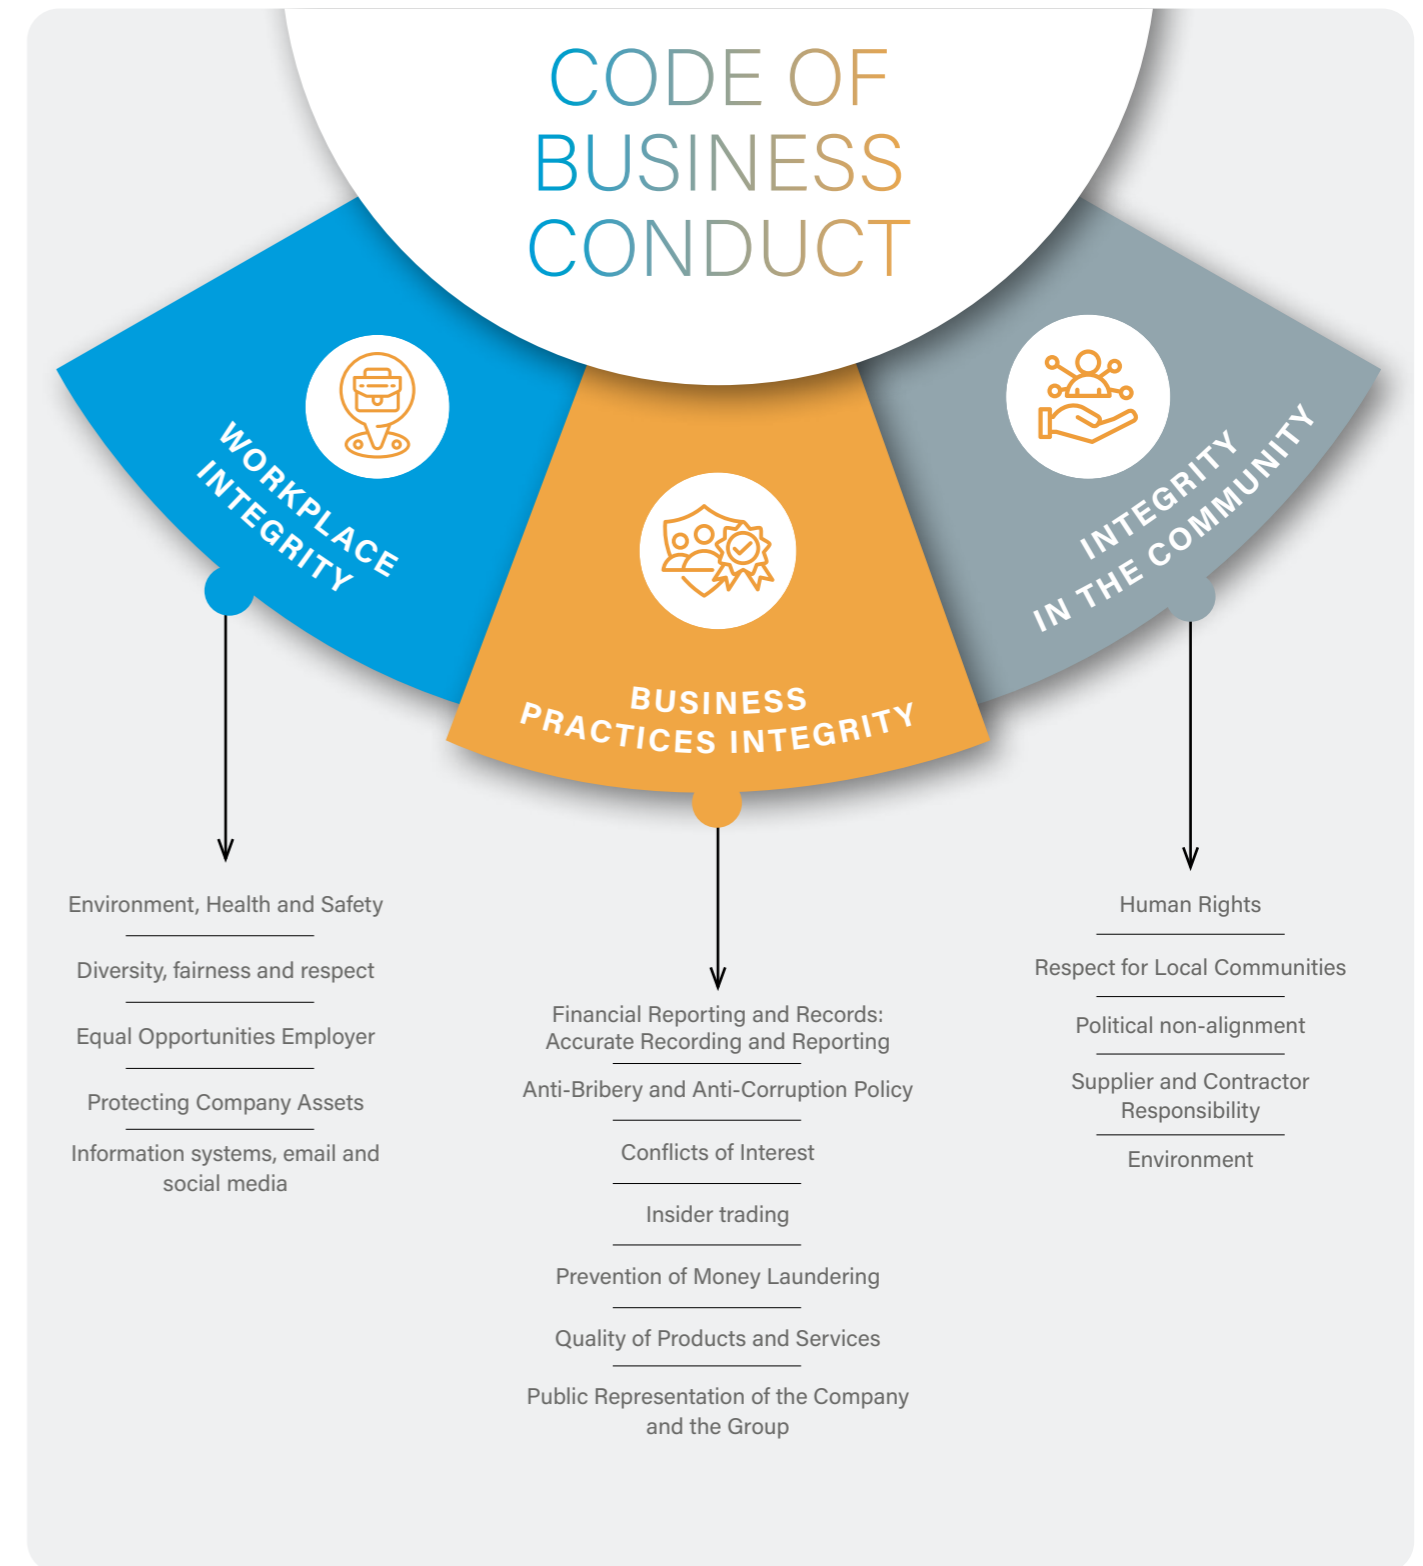 CODE OF
BUSINESS
CONDUCT
WORKPLACE
INTEGRITY
BUSINESS
PRACTICES INTEGRITY
INTEGRITY
IN THE COMMUNITY
Environment, Health and Safety
Diversity, fairness and respect
Equal Opportunities Employer
Protecting Company Assets
Information systems, email and
social media
Financial Reporting and Records:
Accurate Recording and Reporting
Anti-Bribery and Anti-Corruption Policy
Conflicts of Interest
Insider trading
Prevention of Money Laundering
Quality of Products and Services
Public Representation of the Company
and the Group
Human Rights
Respect for Local Communities
Political non-alignment
Supplier and Contractor
Responsibility
Environment